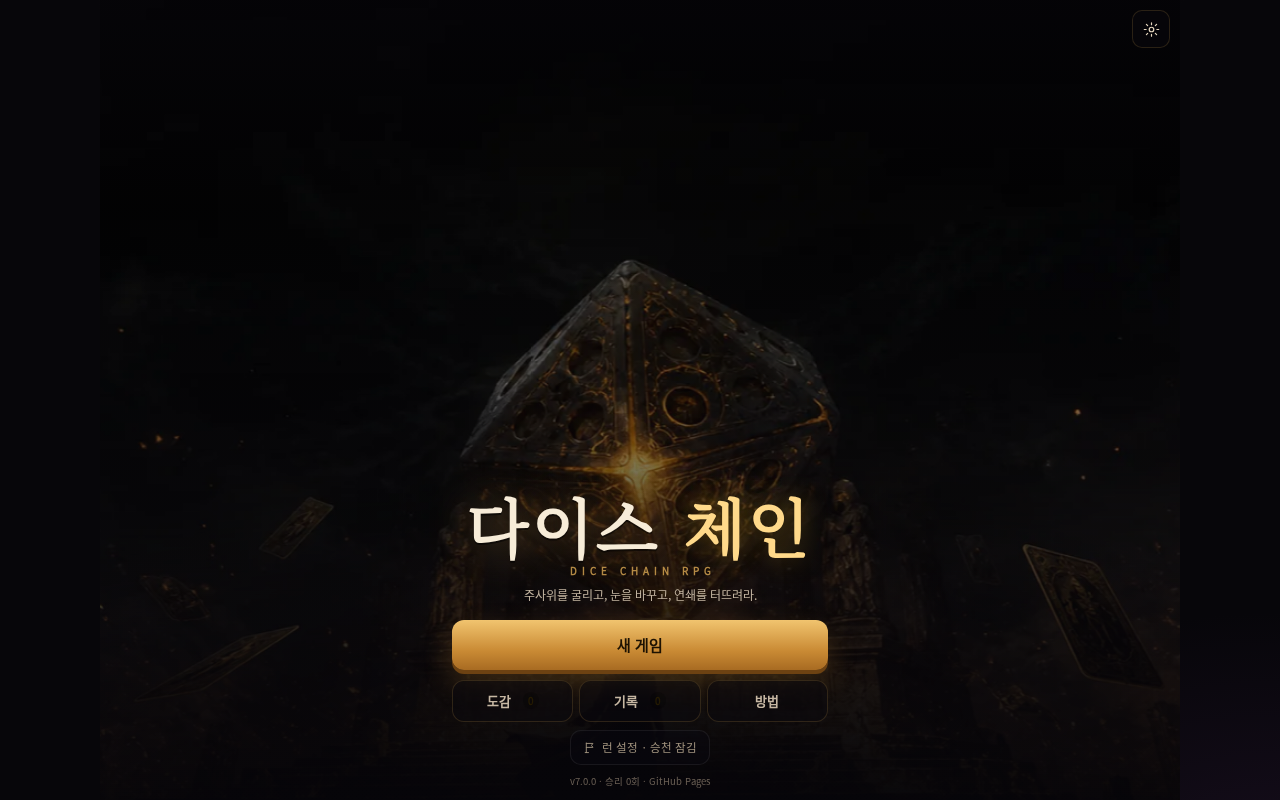 다이스 체인
DICE CHAIN RPG
주사위를 굴리고, 눈을 바꾸고, 연쇄를 터뜨려라.
새 게임
도감 0 기록 0 방법
런 설정 · 승천 잠김
v7.0.0 · 승리 0회 · GitHub Pages